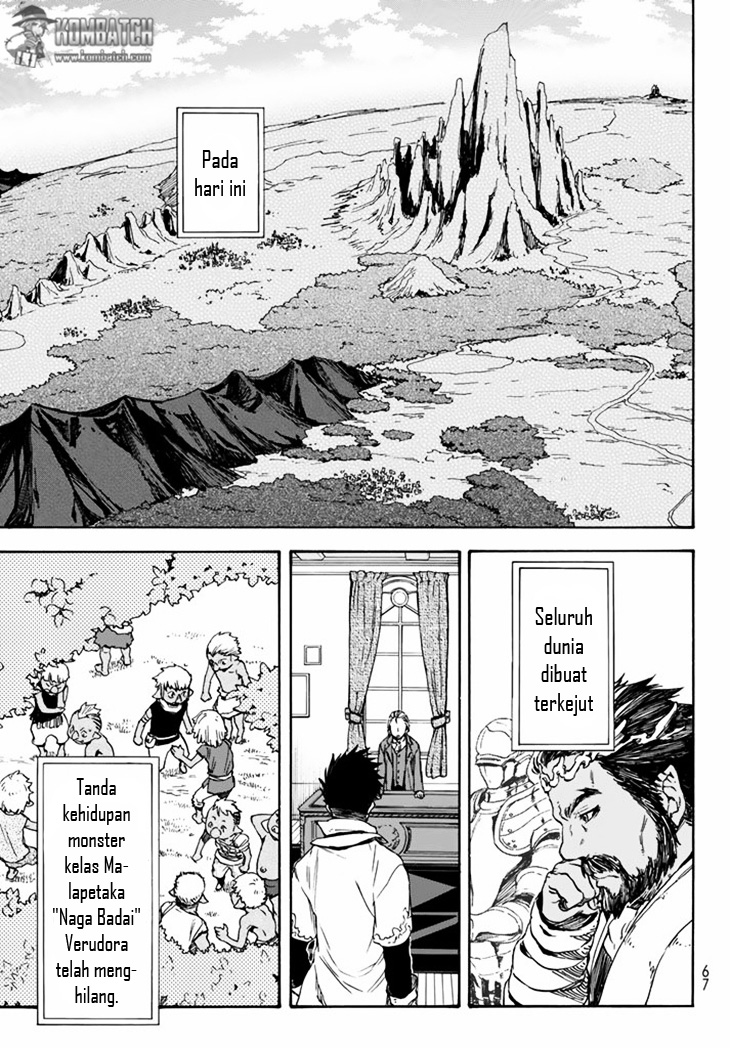 KOMBATCH
www.kombatch.com
Pada
hari ini
Seluruh
dunia
dibuat
terkejut
Tanda
kehidupan
monster
kelas Ma-
lapetaka
"Naga Badai"
Verudora
telah meng-
hilang.
67